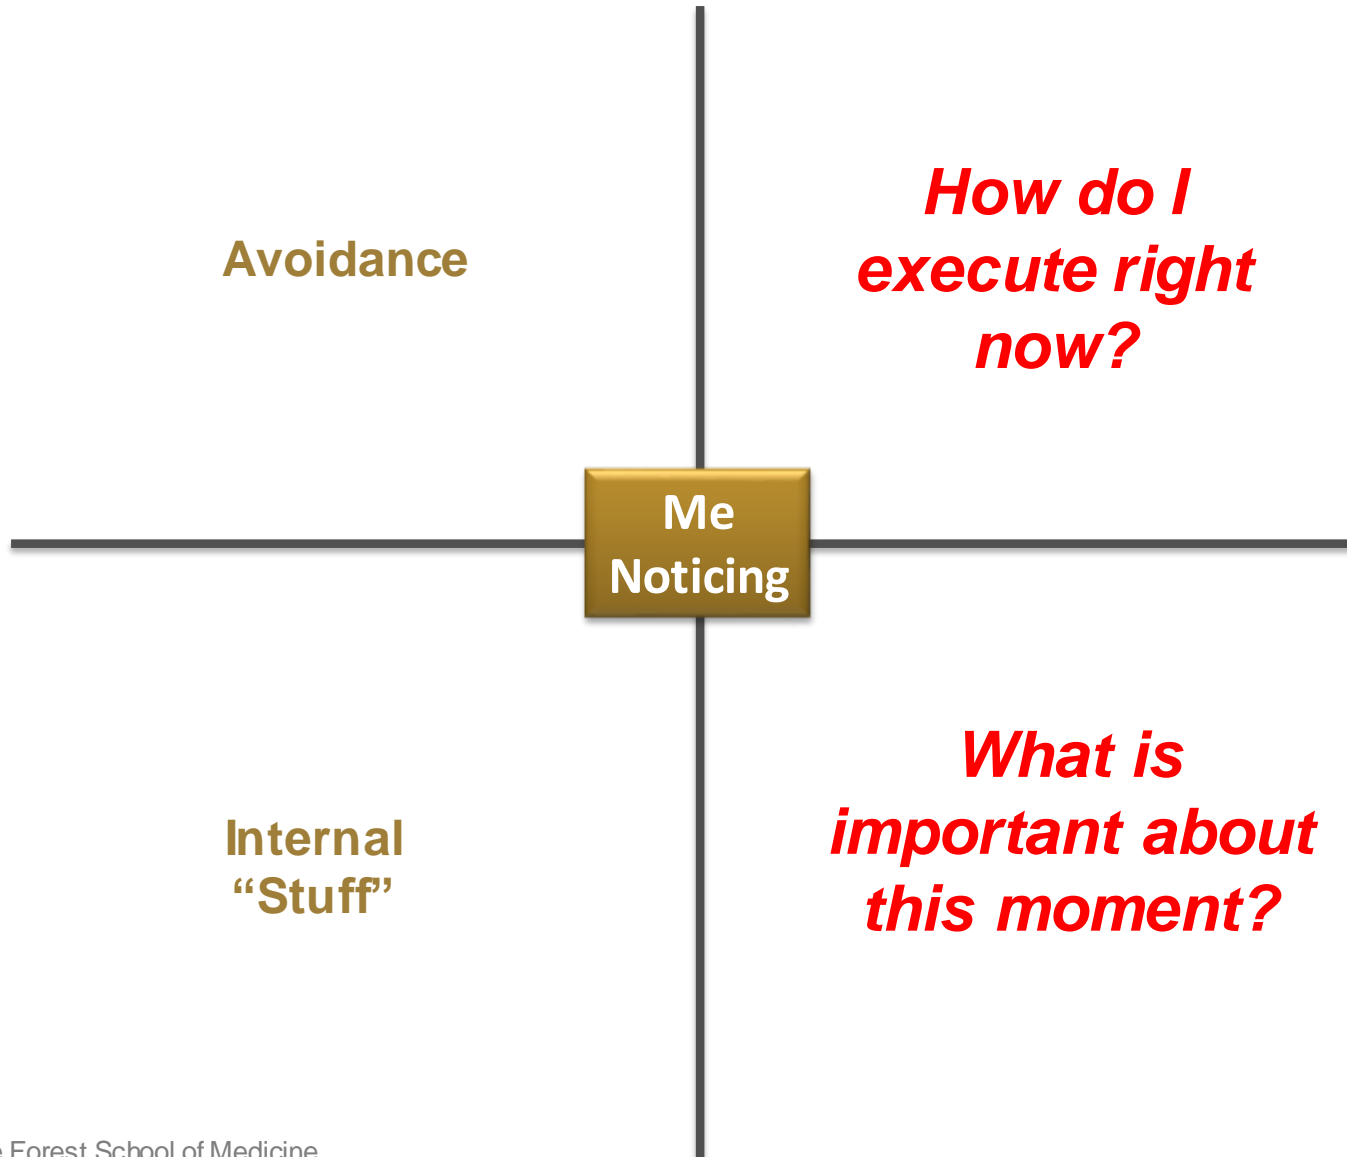 Avoidance
How do I
execute right
now?
Me
Noticing
Internal
“Stuff”
What is
important about
this moment?
Forest School of Medicine